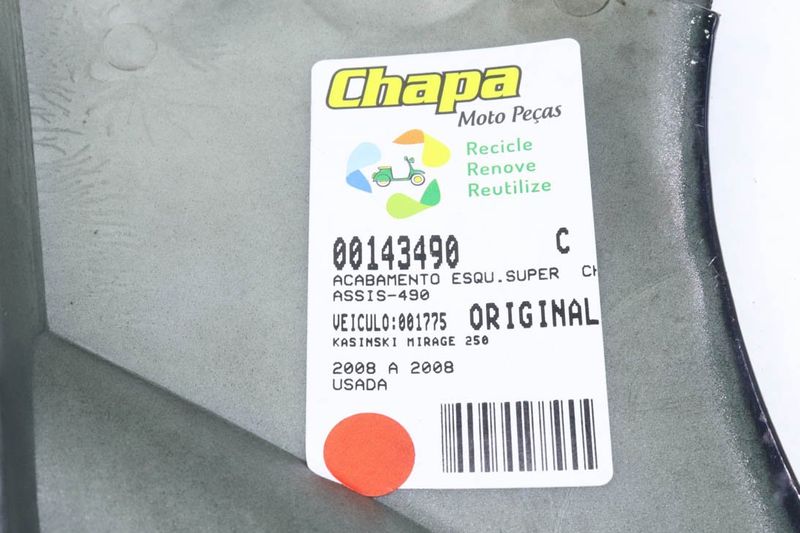 Chapa
Moto Peças
Recicle
Renove
Reutilize
00143490 C
ACABAMENTO ESQU.SUPER CH
ASSIS-490
VEICULO:001775 ORIGINAL
KASINSKI MIRAGE 250
2008 A 2008
USADA